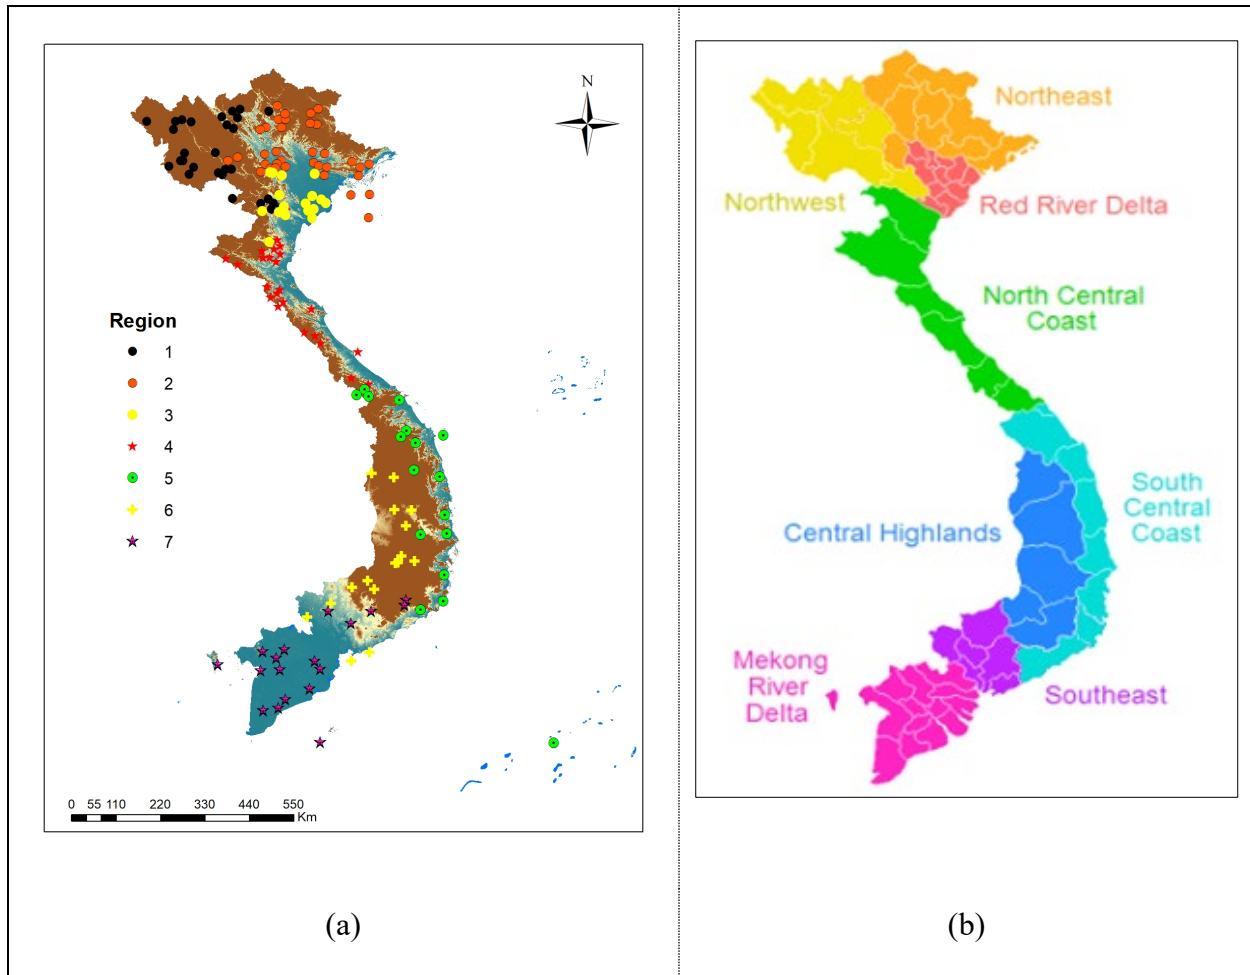 N
Region
1
2
3
4
5
6
7
0 55 110 220 330 440 550
Km
(a)
Northeast
Northwest
Red River Delta
North Central
Coast
South
Central
Coast
Central Highlands
Mekong
River
Delta
Southeast
(b)